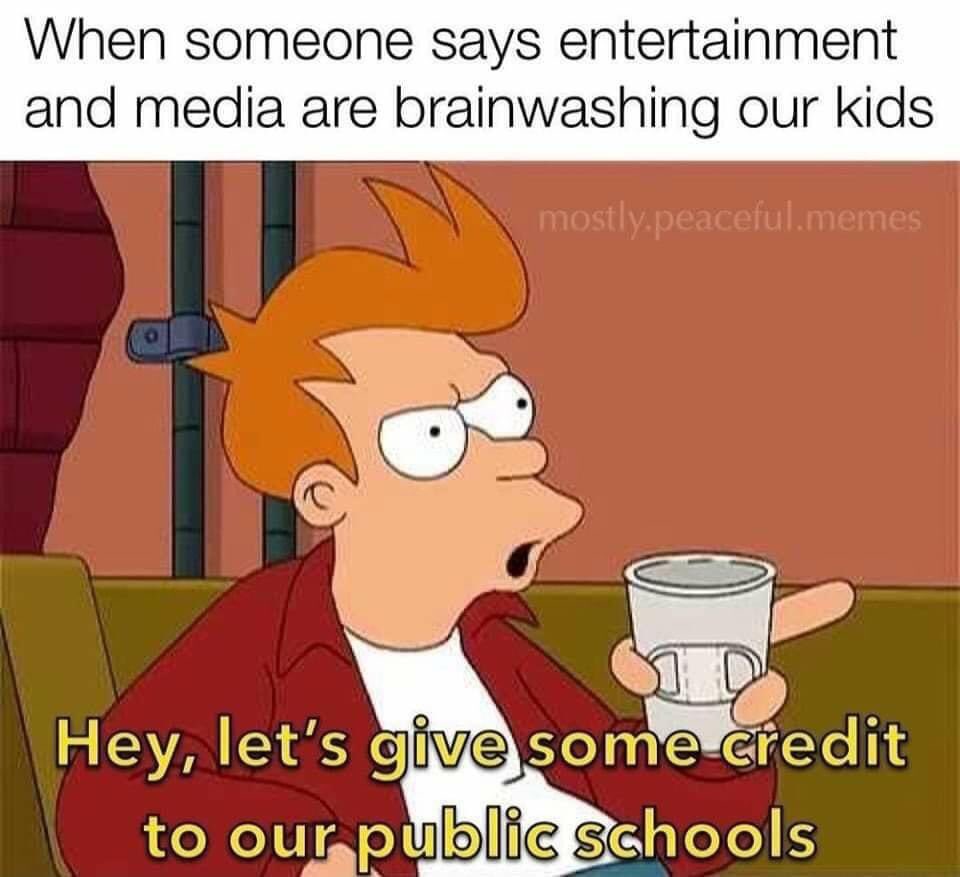 When someone says entertainment
and media are brainwashing our kids
mostly.peaceful.memes
Hey, let's give some credit
to our public schools